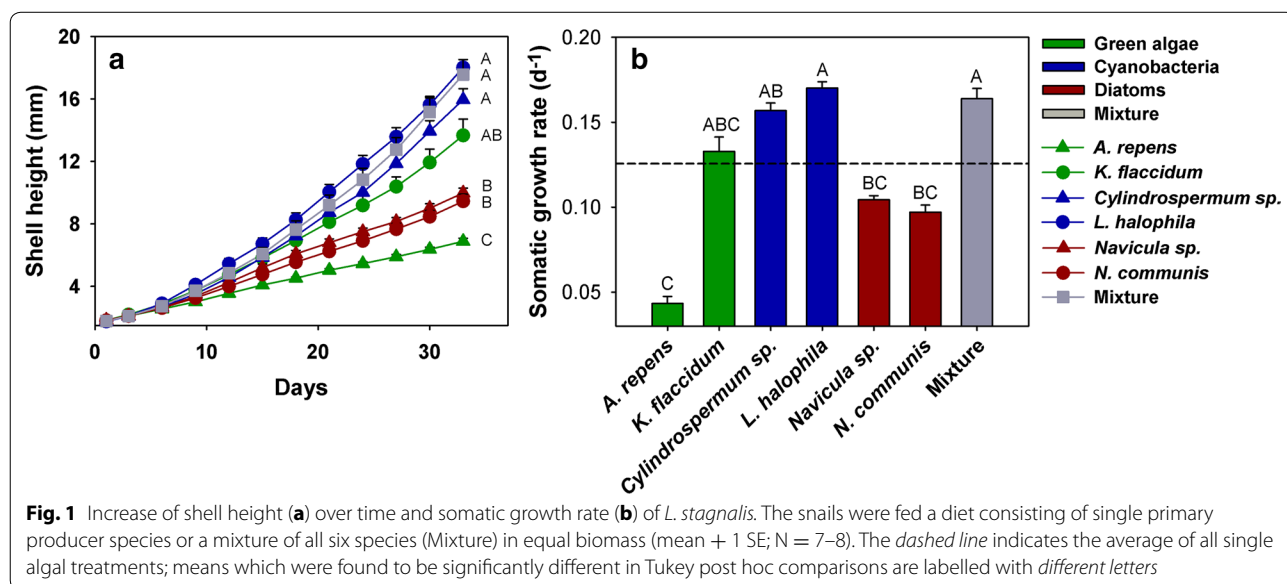 a
Shell height (mm)
20
16
12
8
4
0
10
20
30
Days
A
A
A
AB
B
B
C
b
Somatic growth rate (d-1)
0.20
0.15
0.10
0.05
C
ABC
AB
A
BC
BC
A
A. repens
K. flaccidum
Cylindrospermum sp.
L. halophila
Navicula sp.
N. communis
Mixture
Green algae
Cyanobacteria
Diatoms
Mixture
A. repens
K. flaccidum
Cylindrospermum sp.
L. halophila
Navicula sp.
N. communis
Mixture
Fig. 1 Increase of shell height (a) over time and somatic growth rate (b) of L. stagnalis. The snails were fed a diet consisting of single primary
producer species or a mixture of all six species (Mixture) in equal biomass (mean + 1 SE; N = 7–8). The dashed line indicates the average of all single
algal treatments; means which were found to be significantly different in Tukey post hoc comparisons are labelled with different letters